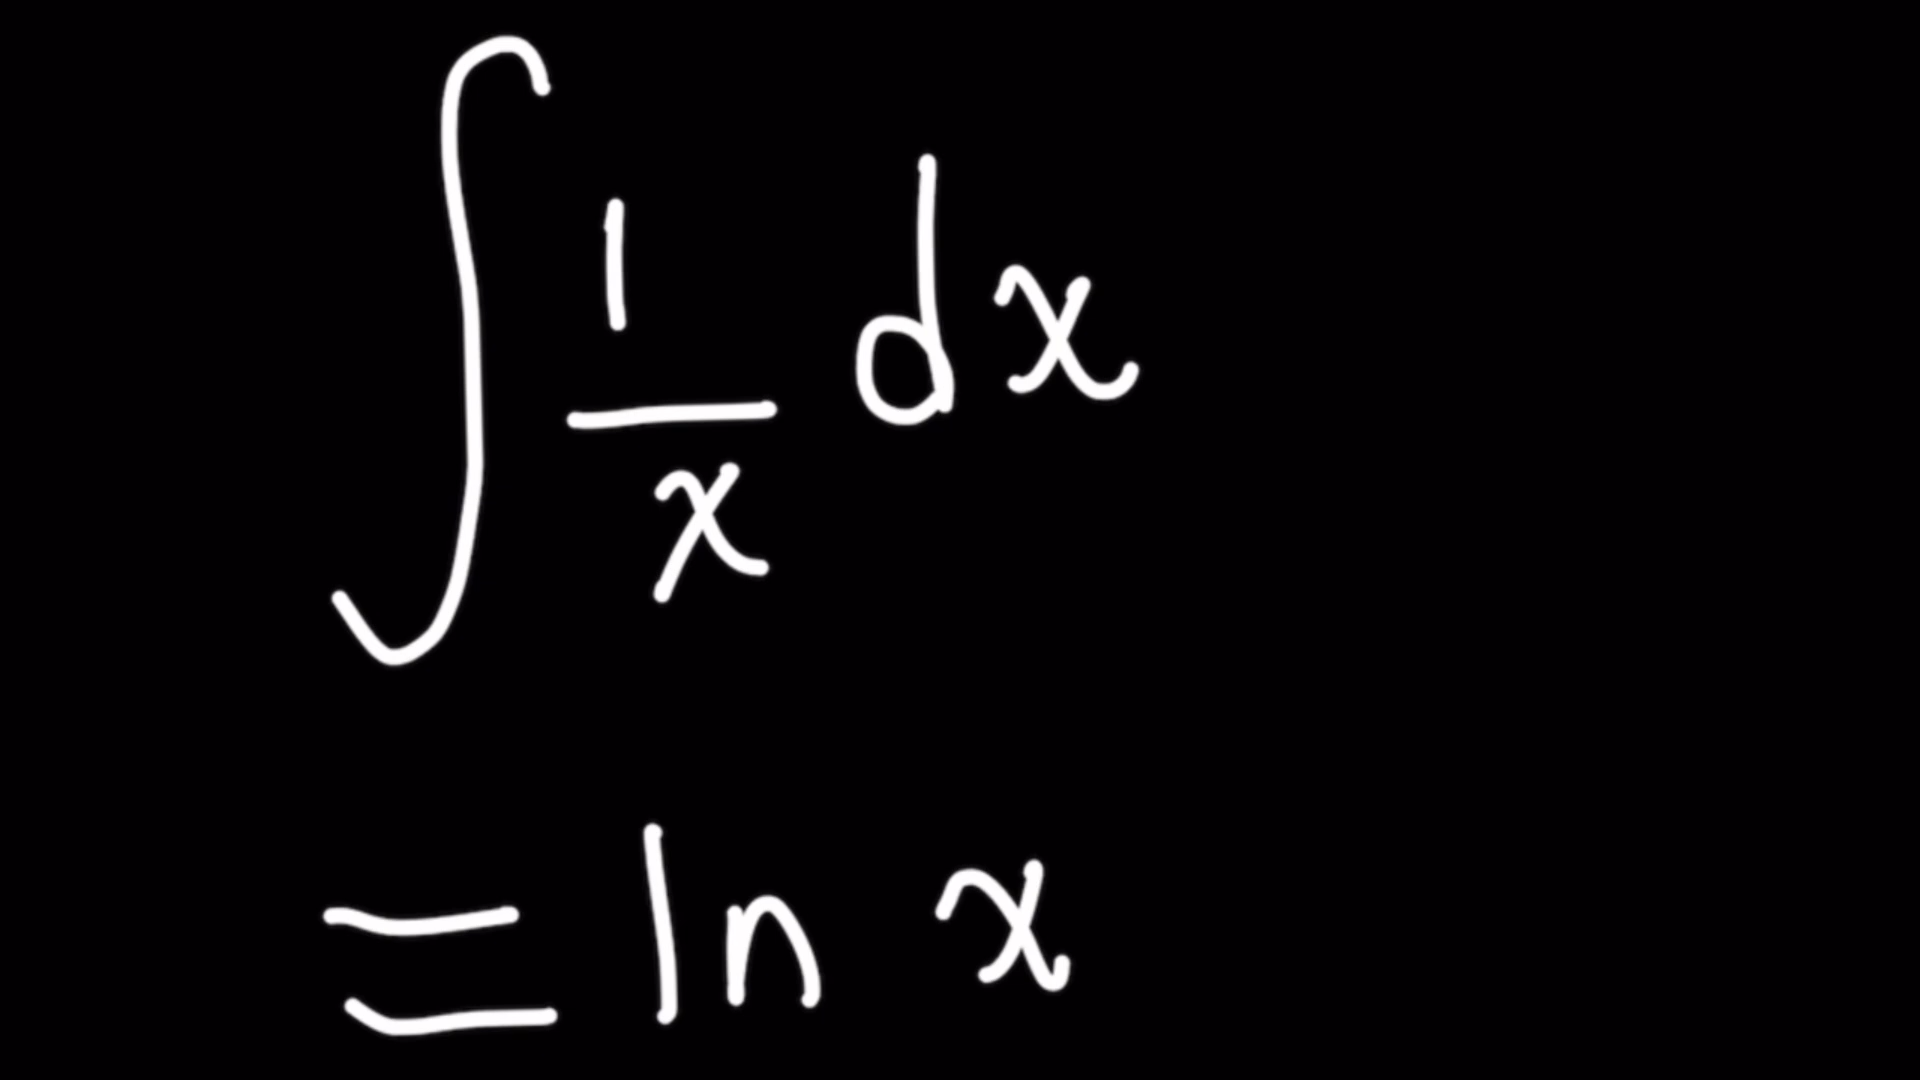 ∫ 1/x dx
= ln x